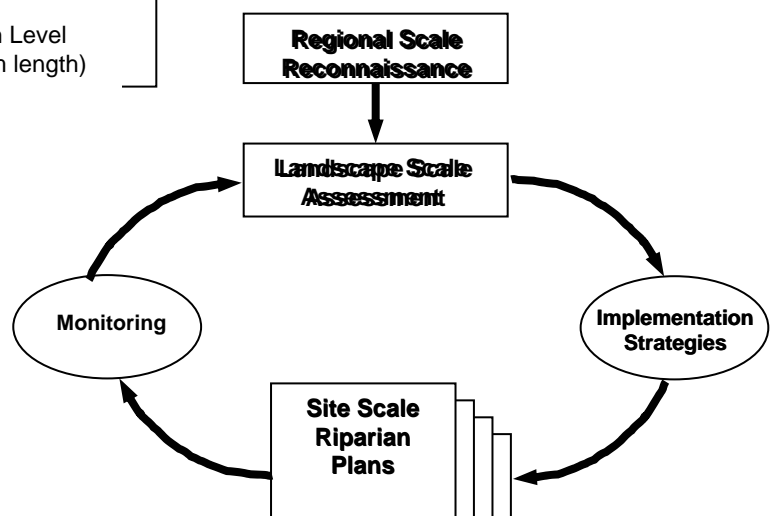 Level
length)
Regional Scale
Reconnaissance
Landscape Scale
Assessment
Monitoring
Implementation
Strategies
Site Scale
Riparian
Plans